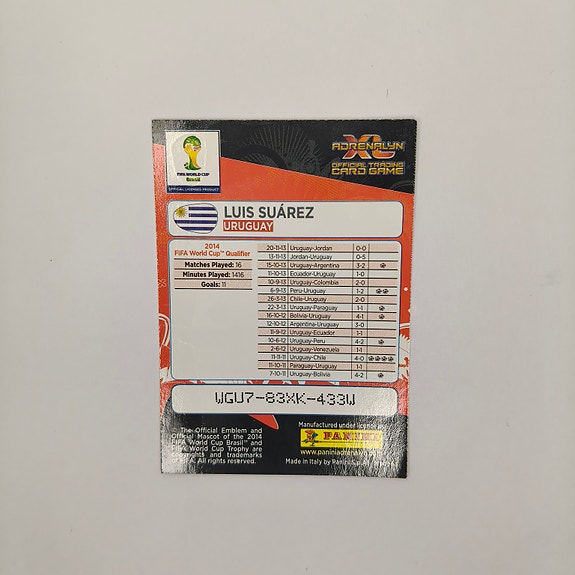 FIFA WORLD CUP
Brasil
OFFICIAL LICENSED PRODUCT
ADRENALYN
XL
OFFICIAL TRADING
CARD GAME
LUIS SUÁREZ
URUGUAY
2014
FIFA World Cup™ Qualifier
Matches Played: 16
Minutes Played: 1416
Goals: 11
20-11-13 Uruguay-Jordan 0-0
13-11-13 Jordan-Uruguay 0-5
15-10-13 Uruguay-Argentina 3-2
11-10-13 Ecuador-Uruguay 1-0
10-9-13 Uruguay-Colombia 2-0
6-9-13 Peru-Uruguay 1-2
26-3-13 Chile-Uruguay 2-0
22-3-13 Uruguay-Paraguay 1-1
16-10-12 Bolivia-Uruguay 4-1
12-10-12 Argentina-Uruguay 3-0
11-9-12 Uruguay-Ecuador 1-1
10-6-12 Uruguay-Peru 4-2
2-6-12 Uruguay-Venezuela 1-1
11-11-11 Uruguay-Chile 4-0
11-10-11 Paraguay-Uruguay 1-1
7-10-11 Uruguay-Bolivia 4-2
WGU7-83XK-433W
The Official Emblem and
Official Mascot of the 2014
FIFA World Cup Brasil™ and
FIFA World Cup Trophy are
copyrights and trademarks
of FIFA. All rights reserved.
Manufactured under license by
PANINI
www.paniniadrenalyn
Made in Italy by Panini